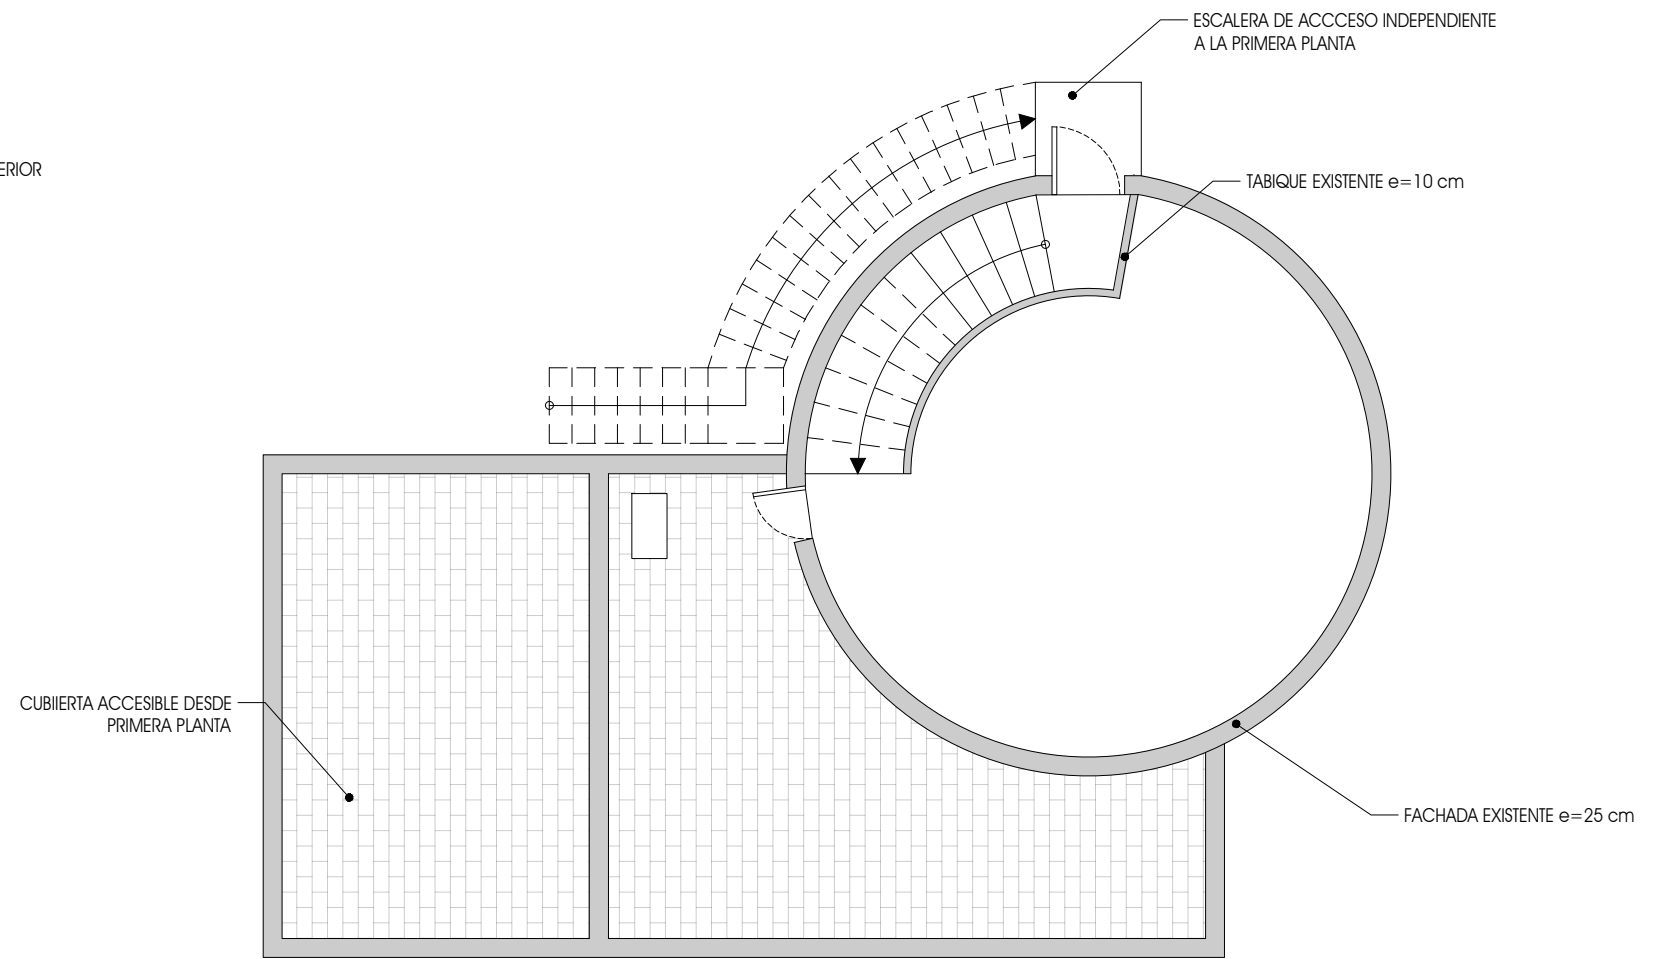 ESCALERA DE ACCCESO INDEPENDIENTE
A LA PRIMERA PLANTA
ERIOR
TABIQUE EXISTENTE e=10 cm
CUBIIERTA ACCESIBLE DESDE
PRIMERA PLANTA
FACHADA EXISTENTE e=25 cm